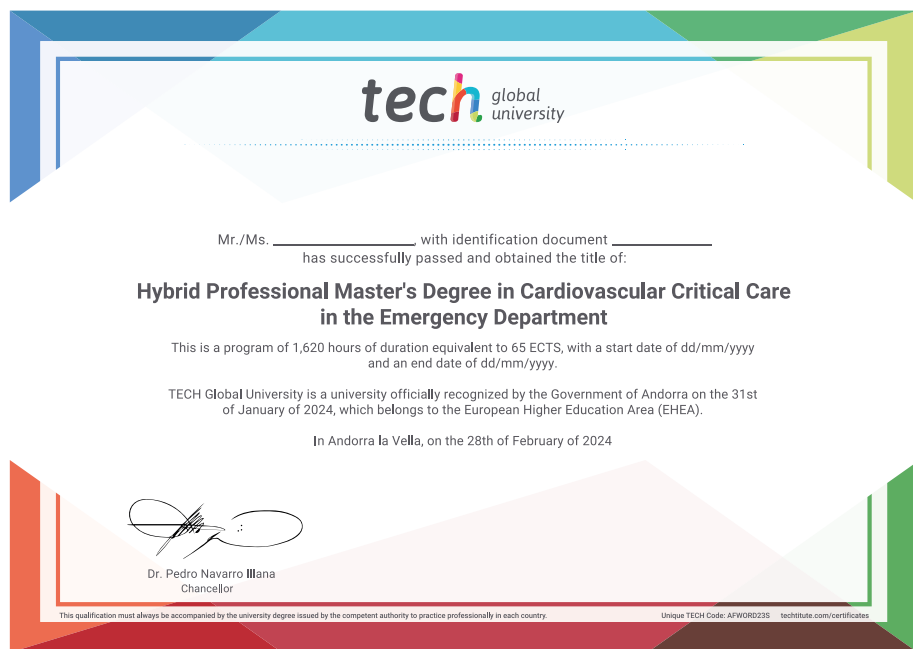 tech global
university
Mr./Ms. ____________, with identification document ____________
has successfully passed and obtained the title of:
Hybrid Professional Master's Degree in Cardiovascular Critical Care
in the Emergency Department
This is a program of 1,620 hours of duration equivalent to 65 ECTS, with a start date of dd/mm/yyyy
and an end date of dd/mm/yyyy.
TECH Global University is a university officially recognized by the Government of Andorra on the 31st
of January of 2024, which belongs to the European Higher Education Area (EHEA).
In Andorra la Vella, on the 28th of February of 2024
Dr. Pedro Navarro Illana
Chancellor
This qualification must always be accompanied by the university degree issued by the competent authority to practice professionally in each country.
Unique TECH Code: AFWORD23S techtitute.com/certificates